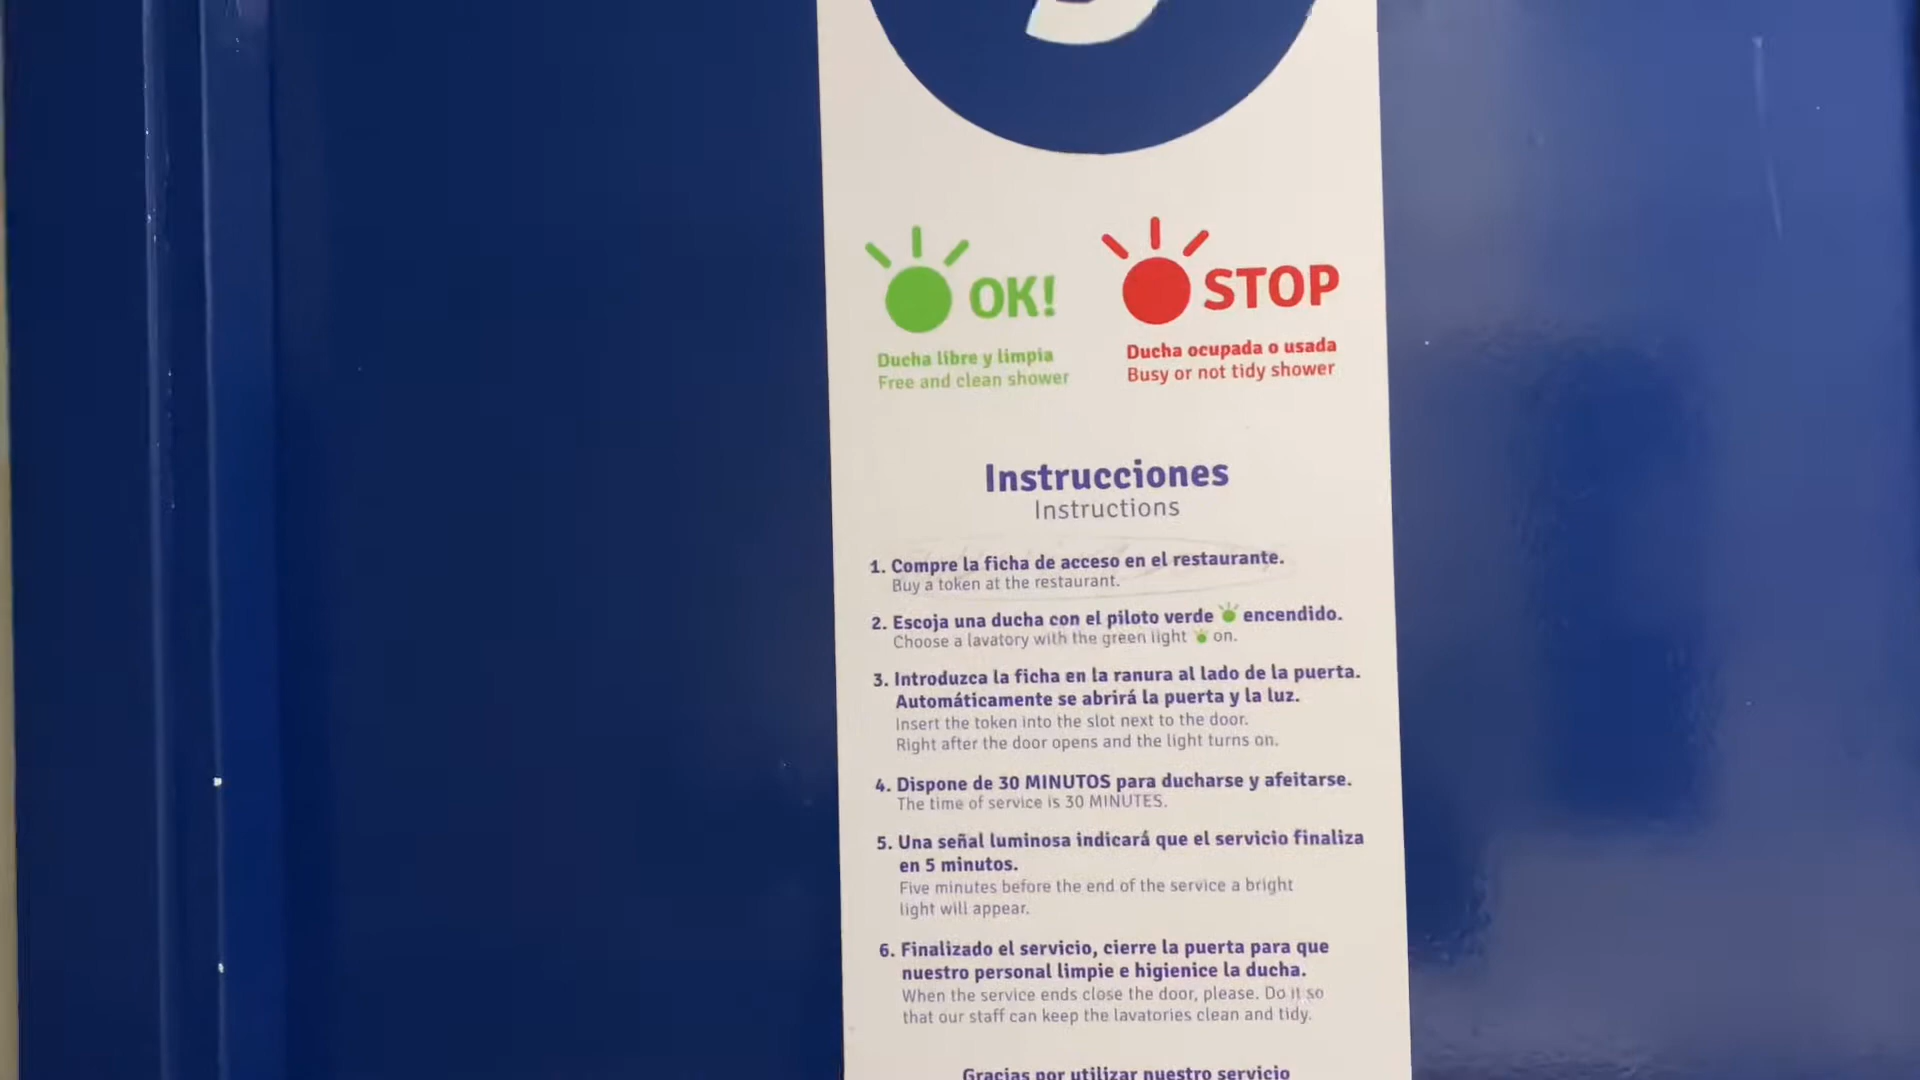 OK!
Ducha libre y limpia
Free and clean shower
STOP
Ducha ocupada o usada
Busy or not tidy shower
Instrucciones
Instructions
1. Compre la ficha de acceso en el restaurante.
Buy a token at the restaurant.
2. Escoja una ducha con el piloto verde encendido.
Choose a lavatory with the green light on.
3. Introduzca la ficha en la ranura al lado de la puerta.
Automáticamente se abrirá la puerta y la luz.
Insert the token into the slot next to the door.
Right after the door opens and the light turns on.
4. Dispone de 30 MINUTOS para ducharse y afeitarse.
The time of service is 30 MINUTES.
5. Una señal luminosa indicará que el servicio finaliza
en 5 minutos.
Five minutes before the end of the service a bright
light will appear.
6. Finalizado el servicio, cierre la puerta para que
nuestro personal limpie e higienice la ducha.
When the service ends close the door, please. Do it so
that our staff can keep the lavatories clean and tidy.
Gracias por utilizar nuestro servicio